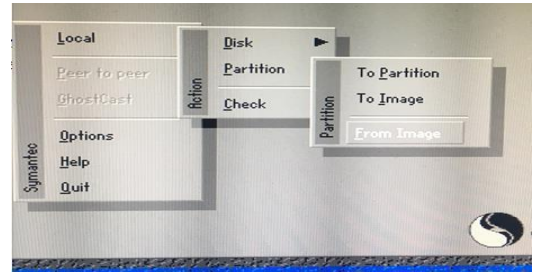 Local
Peer to peer
GhostCast
Options
Help
Quit
Symantec
Disk
Partition
Check
Action
To Partition
To Image
From Image
Partition